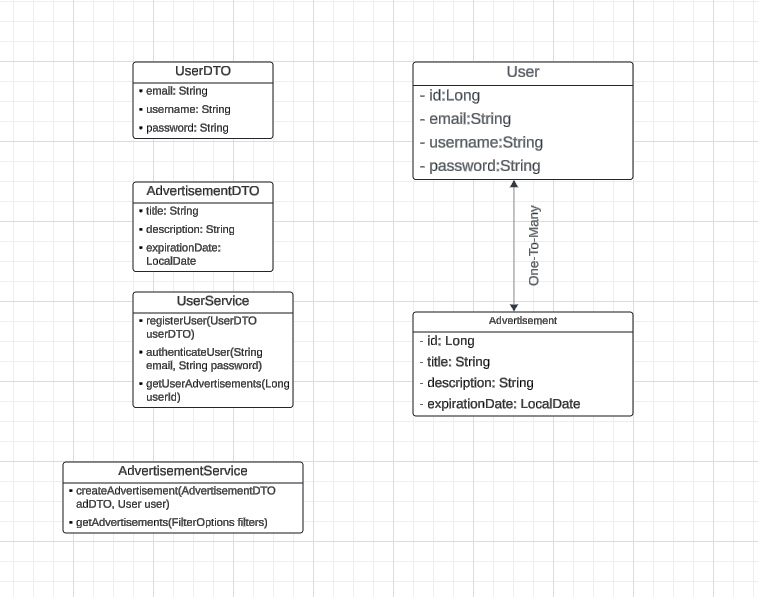 UserDTO
• email: String
• username: String
• password: String
AdvertisementDTO
• title: String
• description: String
• expirationDate:
LocalDate
UserService
• registerUser(UserDTO
userDTO)
• authenticateUser(String
email, String password)
• getUserAdvertisements(Long
userId)
AdvertisementService
• createAdvertisement(AdvertisementDTO
adDTO, User user)
• getAdvertisements(FilterOptions filters)
User
- id:Long
- email:String
- username:String
- password:String
One-To-Many
Advertisement
- id: Long
- title: String
- description: String
- expirationDate: LocalDate